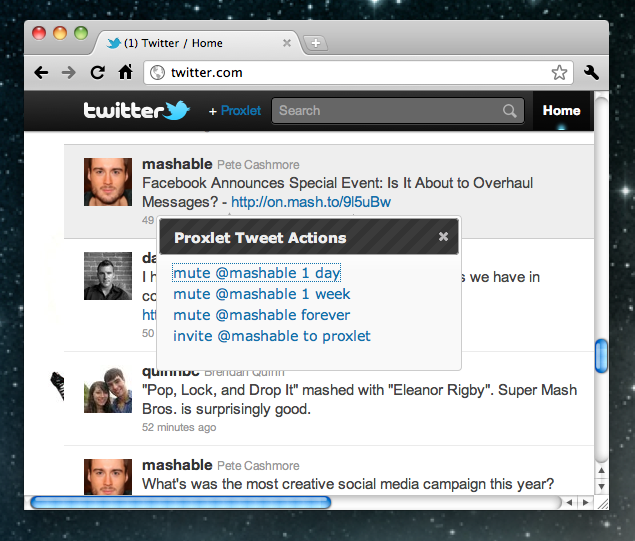 (1) Twitter / Home
twitter.com
twitter
+ Proxlet
Search
Home
mashable Pete Cashmore
Facebook Announces Special Event: Is It About to Overhaul
Messages? - http://on.mash.to/9l5uBw
49
Proxlet Tweet Actions
mute @mashable 1 day
mute @mashable 1 week
mute @mashable forever
invite @mashable to proxlet
da
I h
s we have in
co
htt
50
quinnbc Brendan Quinn
"Pop, Lock, and Drop It" mashed with "Eleanor Rigby". Super Mash
Bros. is surprisingly good.
52 minutes ago
mashable Pete Cashmore
What's was the most creative social media campaign this year?